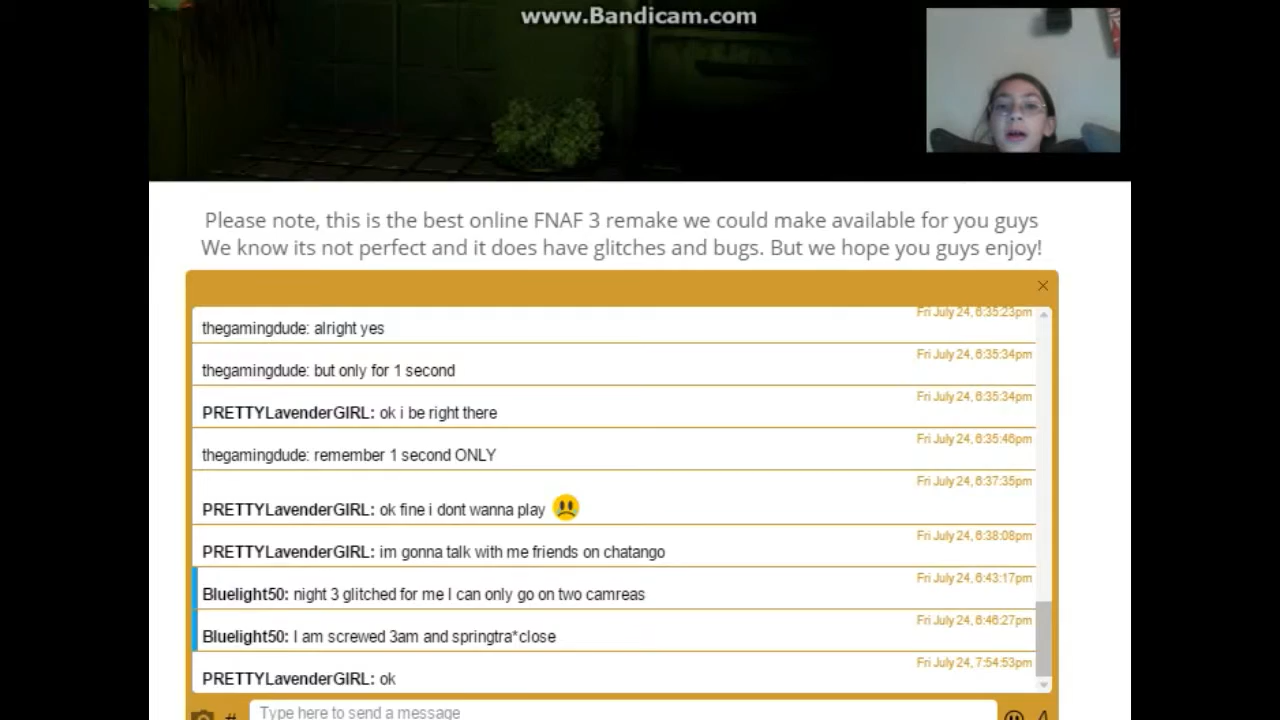 www.Bandicam.com
Please note, this is the best online FNAF 3 remake we could make available for you guys
We know its not perfect and it does have glitches and bugs. But we hope you guys enjoy!
Fri July 24, 6:35:23pm
thegamingdude: alright yes
Fri July 24, 6:35:34pm
thegamingdude: but only for 1 second
Fri July 24, 6:35:34pm
PRETTYLavenderGIRL: ok i be right there
Fri July 24, 6:35:46pm
thegamingdude: remember 1 second ONLY
Fri July 24, 6:37:35pm
PRETTYLavenderGIRL: ok fine i dont wanna play
Fri July 24, 6:38:08pm
PRETTYLavenderGIRL: im gonna talk with me friends on chatango
Fri July 24, 6:43:17pm
Bluelight50: night 3 glitched for me I can only go on two camreas
Fri July 24, 6:46:27pm
Bluelight50: I am screwed 3am and springtra*close
Fri July 24, 7:54:53pm
PRETTYLavenderGIRL: ok
# Type here to send a message A